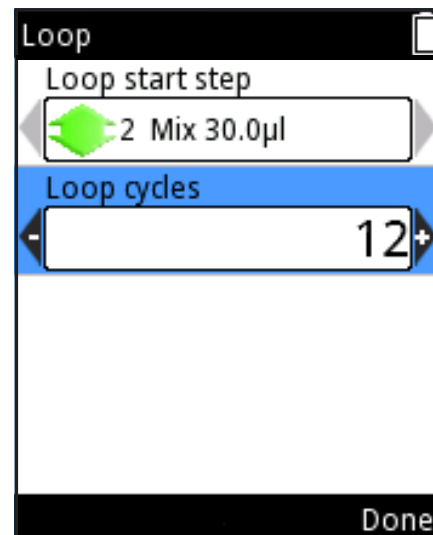 Loop
Loop start step
2 Mix 30.0µl
Loop cycles
- 12 +
Done